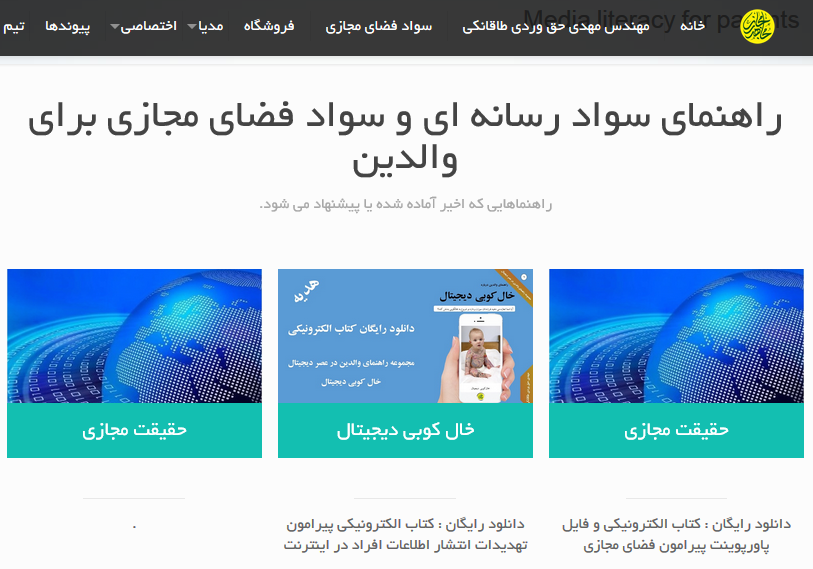 Media literacy for parents
خانه
مهندس مهدی حق وردی طاقانکی
سواد فضای مجازی
فروشگاه
مدیا
اختصاصی
پیوندها
تیم
راهنمای سواد رسانه ای و سواد فضای مجازی برای
والدین
راهنماهایی که اخیر آماده شده یا پیشنهاد می شود.
هدیه
خال کوبی دیجیتال
دانلود رایگان کتاب الکترونیکی
مجموعه راهنمای والدین در عصر دیجیتال
خال کوبی دیجیتال
حقیقت مجازی
خال کوبی دیجیتال
حقیقت مجازی
دانلود رایگان : کتاب الکترونیکی و فایل
پاورپوینت پیرامون فضای مجازی
دانلود رایگان : کتاب الکترونیکی پیرامون
تهدیدات انتشار اطلاعات افراد در اینترنت
.